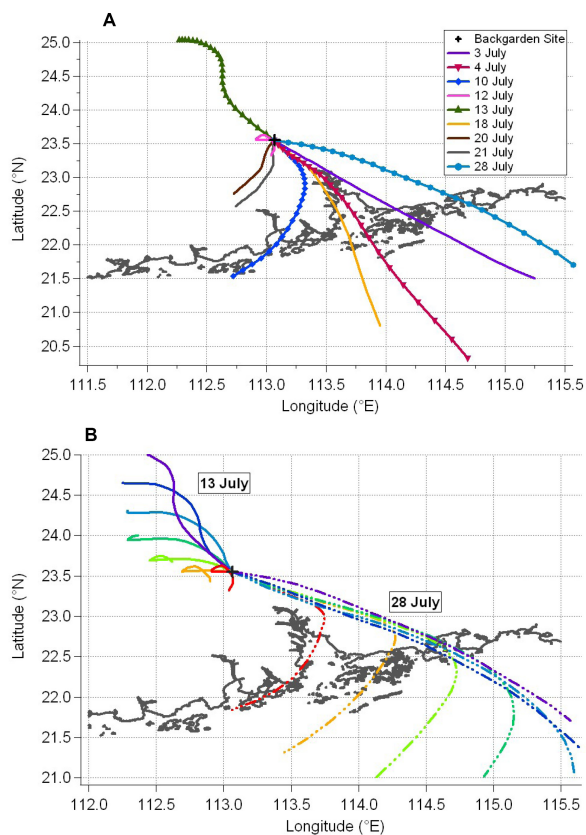 A
25.0
24.5
24.0
23.5
23.0
22.5
22.0
21.5
21.0
20.5
Latitude (°N)
Backgarden Site
3 July
4 July
10 July
12 July
13 July
18 July
20 July
21 July
28 July
111.5 112.0 112.5 113.0 113.5 114.0 114.5 115.0 115.5
Longitude (°E)
B
25.0
24.5
24.0
23.5
23.0
22.5
22.0
21.5
21.0
Latitude (°N)
13 July
28 July
112.0 112.5 113.0 113.5 114.0 114.5 115.0 115.5
Longitude (°E)